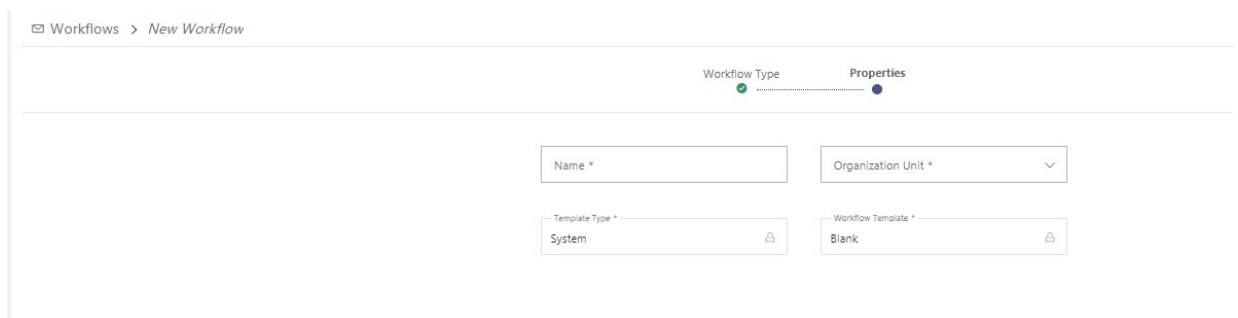 Workflows > New Workflow
Workflow Type Properties
Name * Organization Unit *
Template Type * Workflow Template *
System Blank